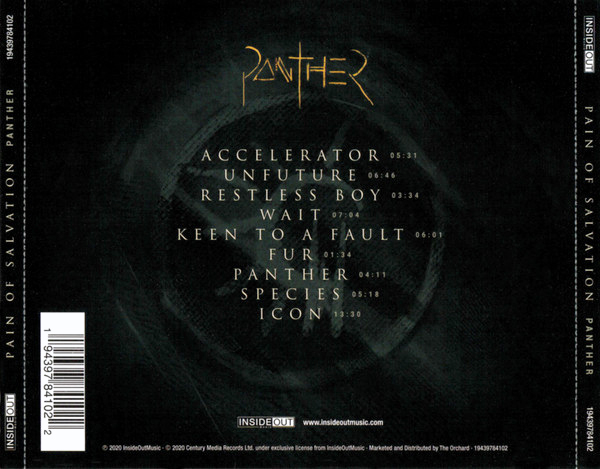 PANTHER
ACCELERATOR 05:31
UNFUTURE 06:46
RESTLESS BOY 03:34
WAIT 07:04
KEEN TO A FAULT 06:01
FUR 01:34
PANTHER 04:11
SPECIES 05:18
ICON 13:30
INSIDEOUT www.insideoutmusic.com
℗ 2020 InsideOutMusic - © 2020 Century Media Records Ltd. under exclusive license from InsideOutMusic - Marketed and Distributed by The Orchard - 19439784102
1 94397 84102 2
19439784102
PAIN OF SALVATION PANTHER
INSIDEOUT
INSIDEOUT
PAIN OF SALVATION PANTHER
19439784102